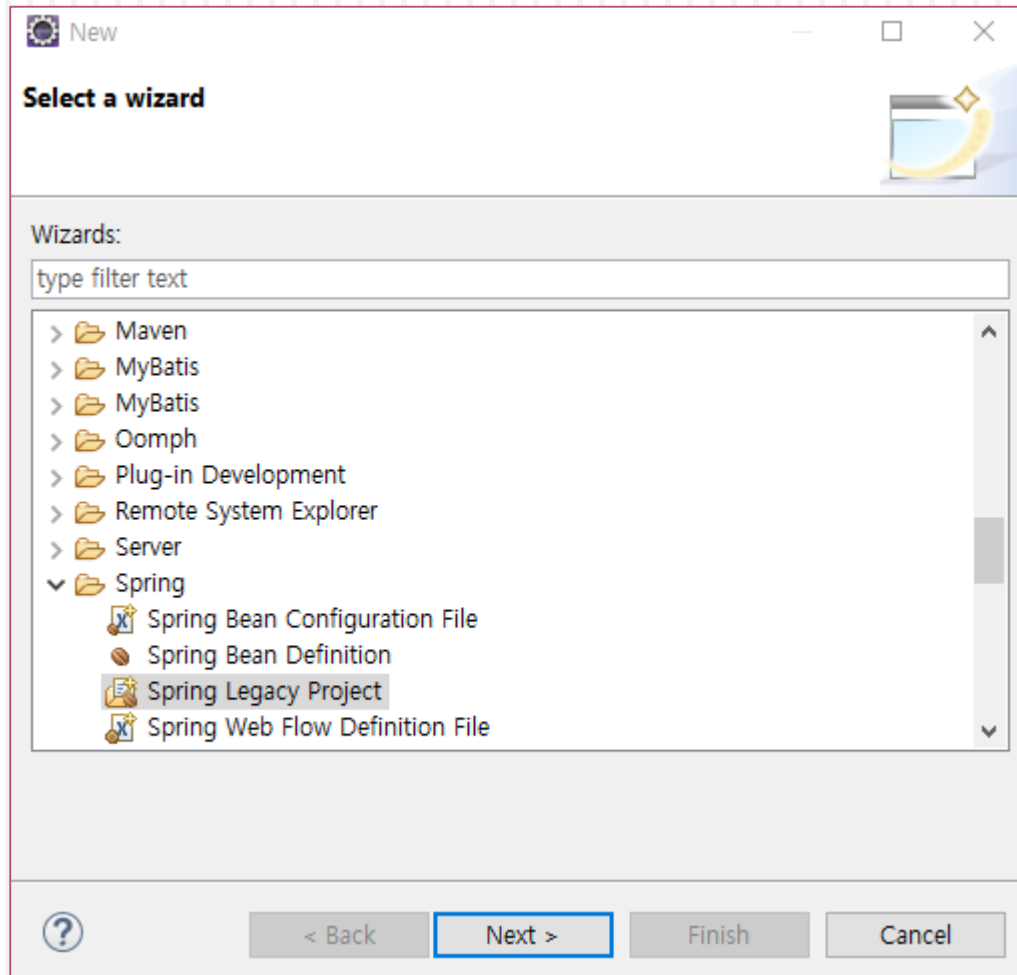 New
Select a wizard
Wizards:
type filter text
Maven
MyBatis
MyBatis
Oomph
Plug-in Development
Remote System Explorer
Server
Spring
Spring Bean Configuration File
Spring Bean Definition
Spring Legacy Project
Spring Web Flow Definition File
? < Back Next > Finish Cancel